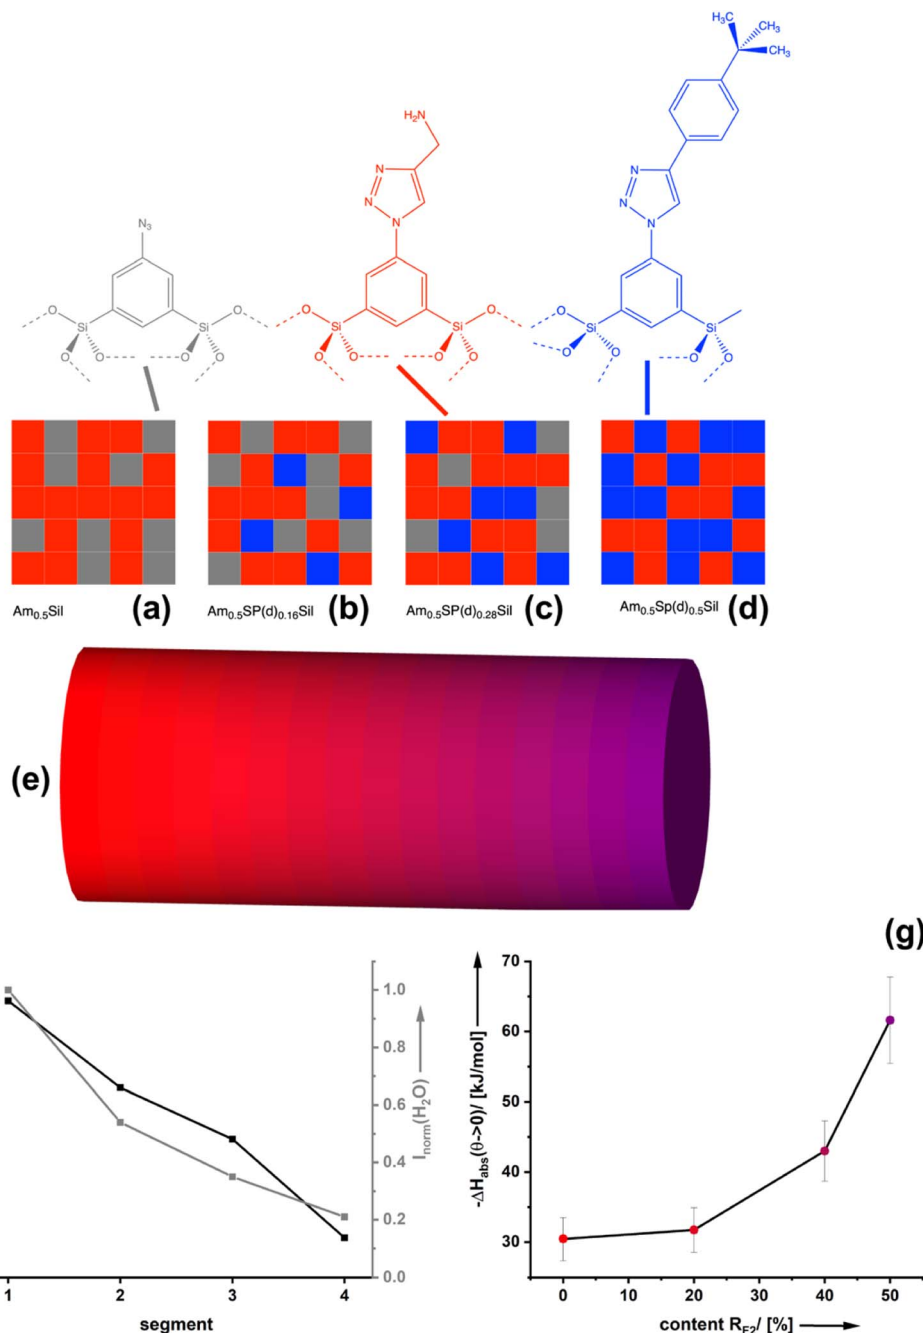 CH₃
H₃C
CH₃
CH₃
H₂N
N
N
N
N
N
N
N₃
O
Si
Si
O
O
O
O
O
O
Si
Si
O
O
O
O
O
Si
Si
O
O
O
O
Am₀.₅Sil
(a)
Am₀.₅SP(d)₀.₁₆Sil
(b)
Am₀.₅SP(d)₀.₂₈Sil
(c)
Am₀.₅Sp(d)₀.₅Sil
(d)
(e)
(g)
1.0
0.8
0.6
0.4
0.2
0.0
Iₙₒᵣₘ(H₂O)
1 2 3 4
segment
70
60
50
40
30
-ΔHₐbₛ(θ->0)/ [kJ/mol]
0 10 20 30 40 50
content R_F2/ [%]